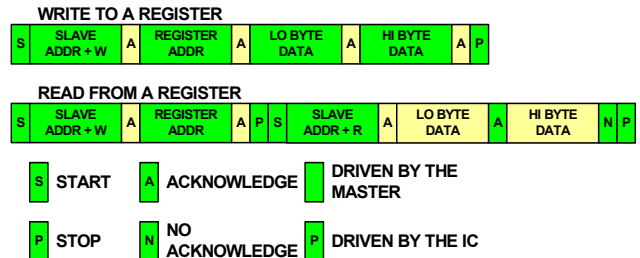 WRITE TO A REGISTER
S SLAVE ADDR + W A REGISTER ADDR A LO BYTE DATA A HI BYTE DATA A P
READ FROM A REGISTER
S SLAVE ADDR + W A REGISTER ADDR A P S SLAVE ADDR + R A LO BYTE DATA A HI BYTE DATA N P
S START A ACKNOWLEDGE DRIVEN BY THE MASTER
P STOP N NO ACKNOWLEDGE P DRIVEN BY THE IC